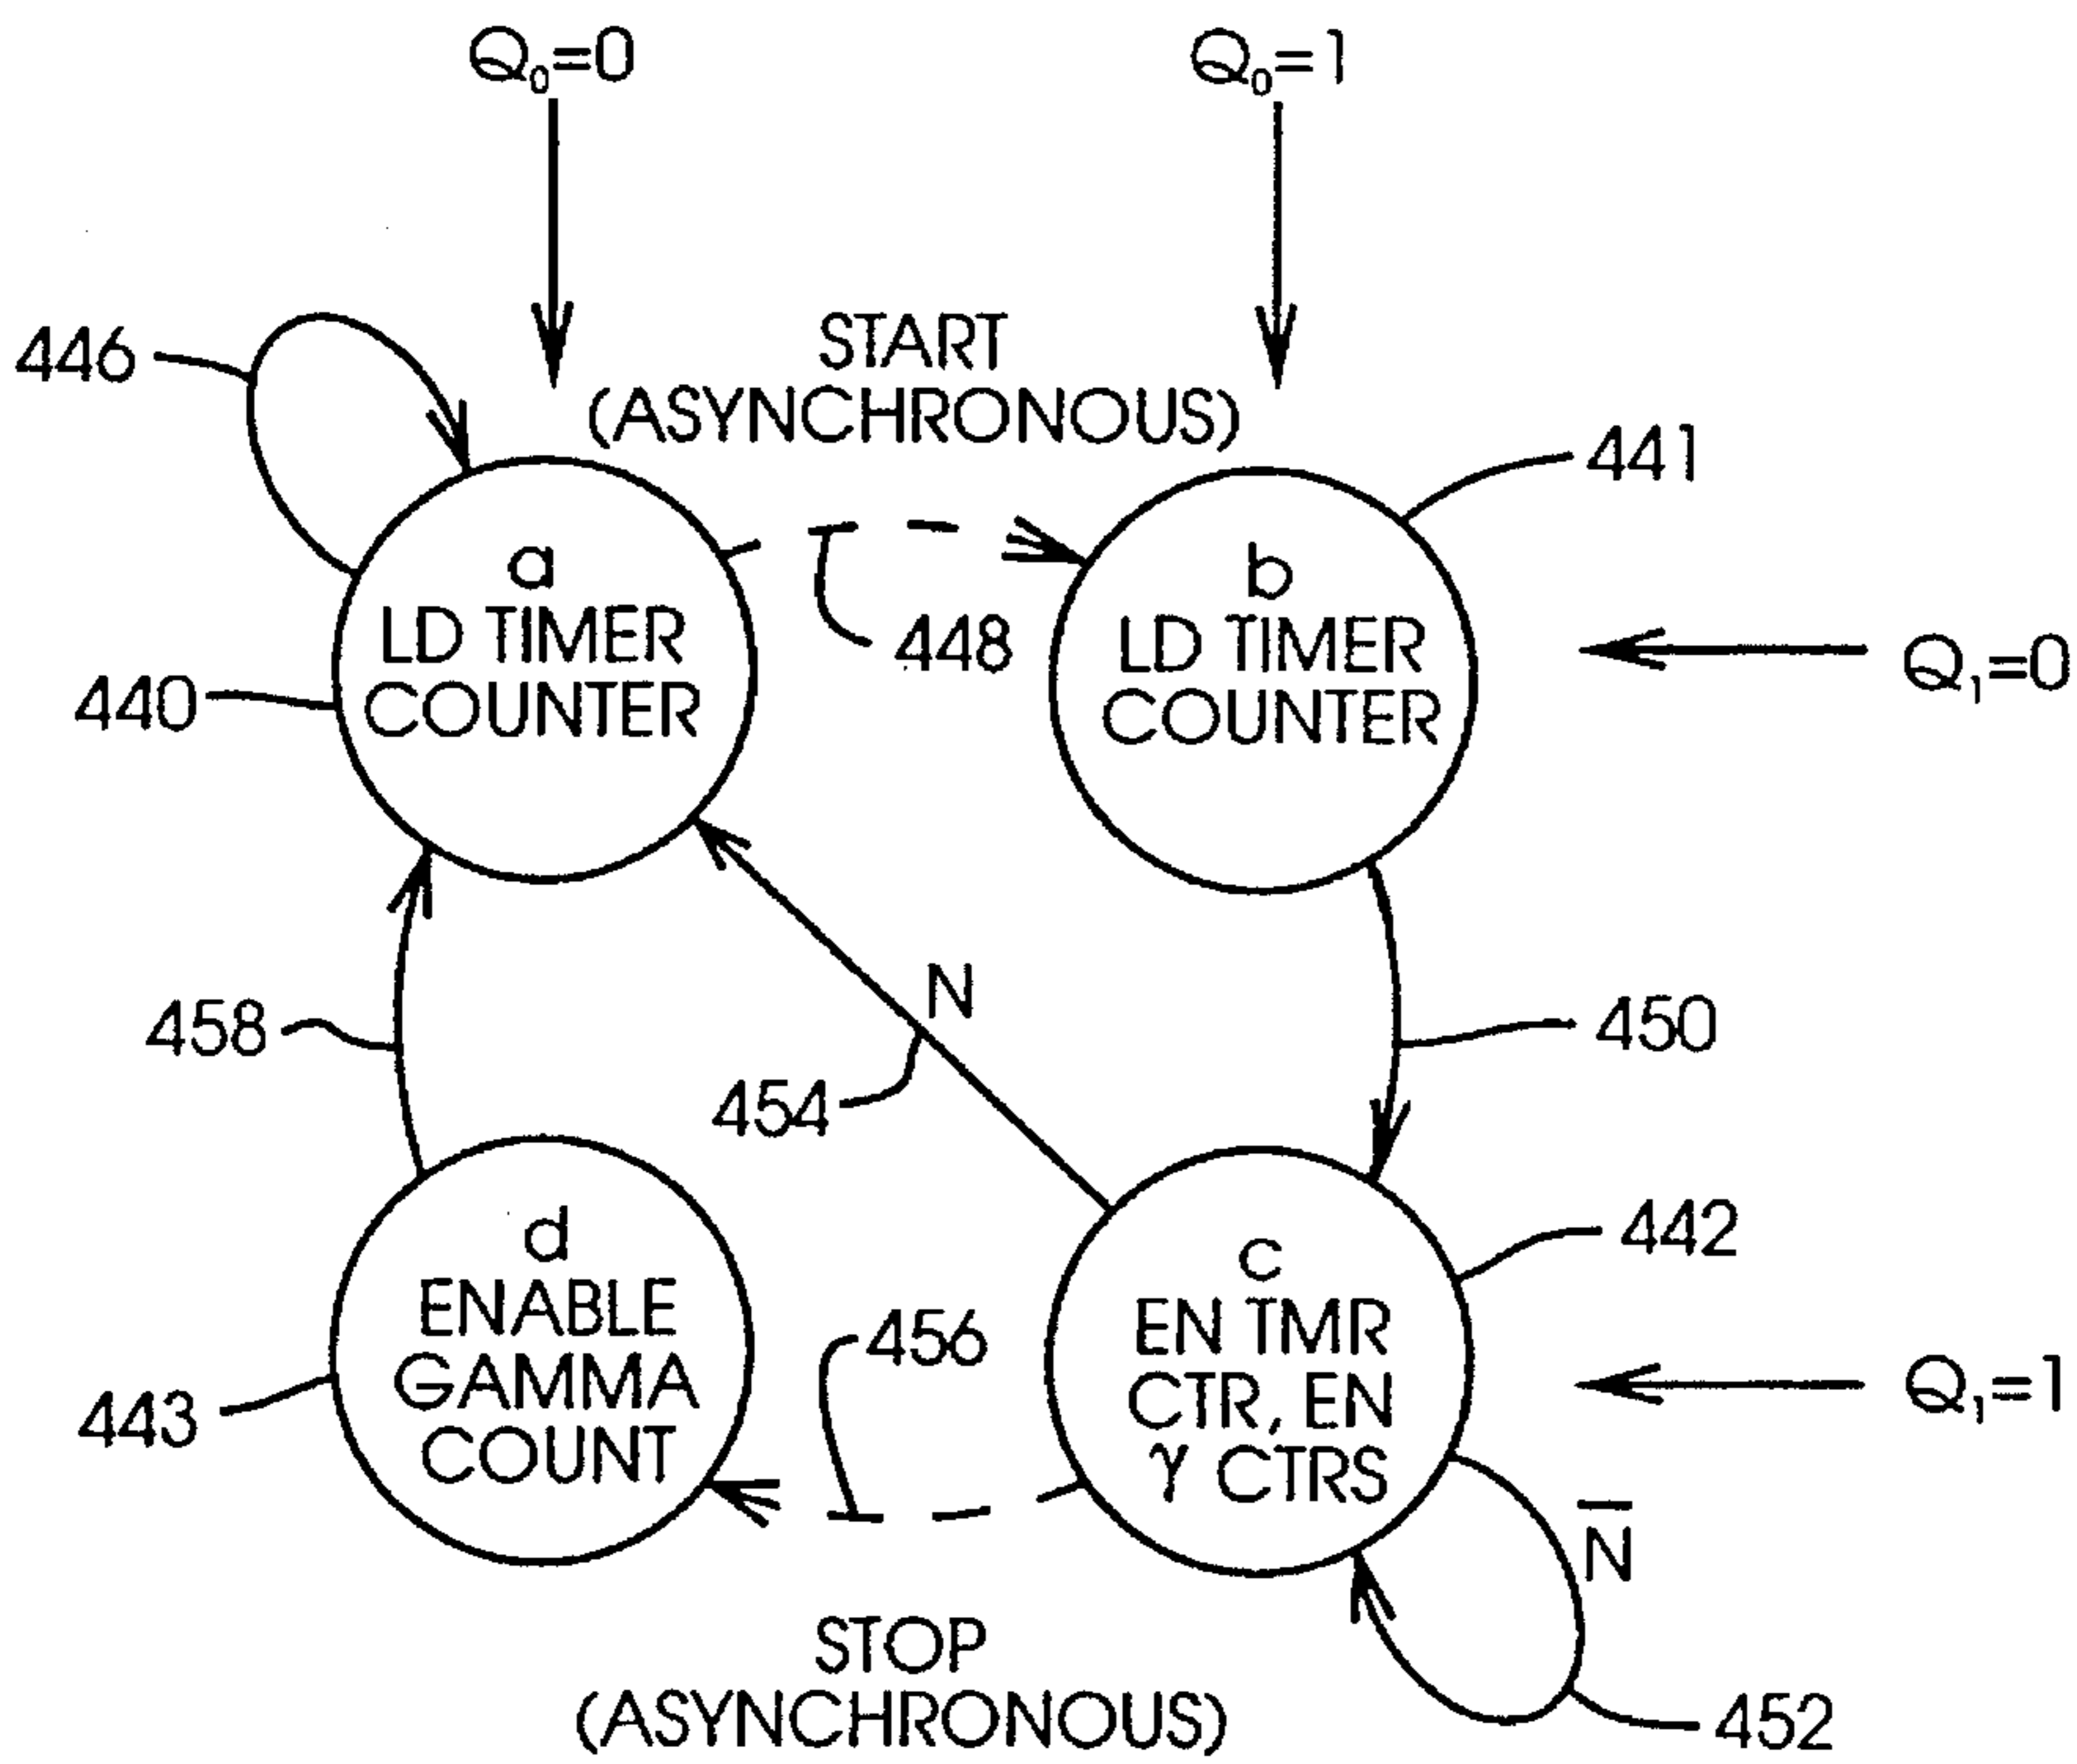 Q₀=0
Q₀=1
446
START
(ASYNCHRONOUS)
441
a
LD TIMER
COUNTER
448
b
LD TIMER
COUNTER
Q₁=0
440
N
458
454
450
d
ENABLE
GAMMA
COUNT
456
c
EN TMR
CTR, EN
γ CTRS
442
Q₁=1
443
N̅
STOP
(ASYNCHRONOUS)
452